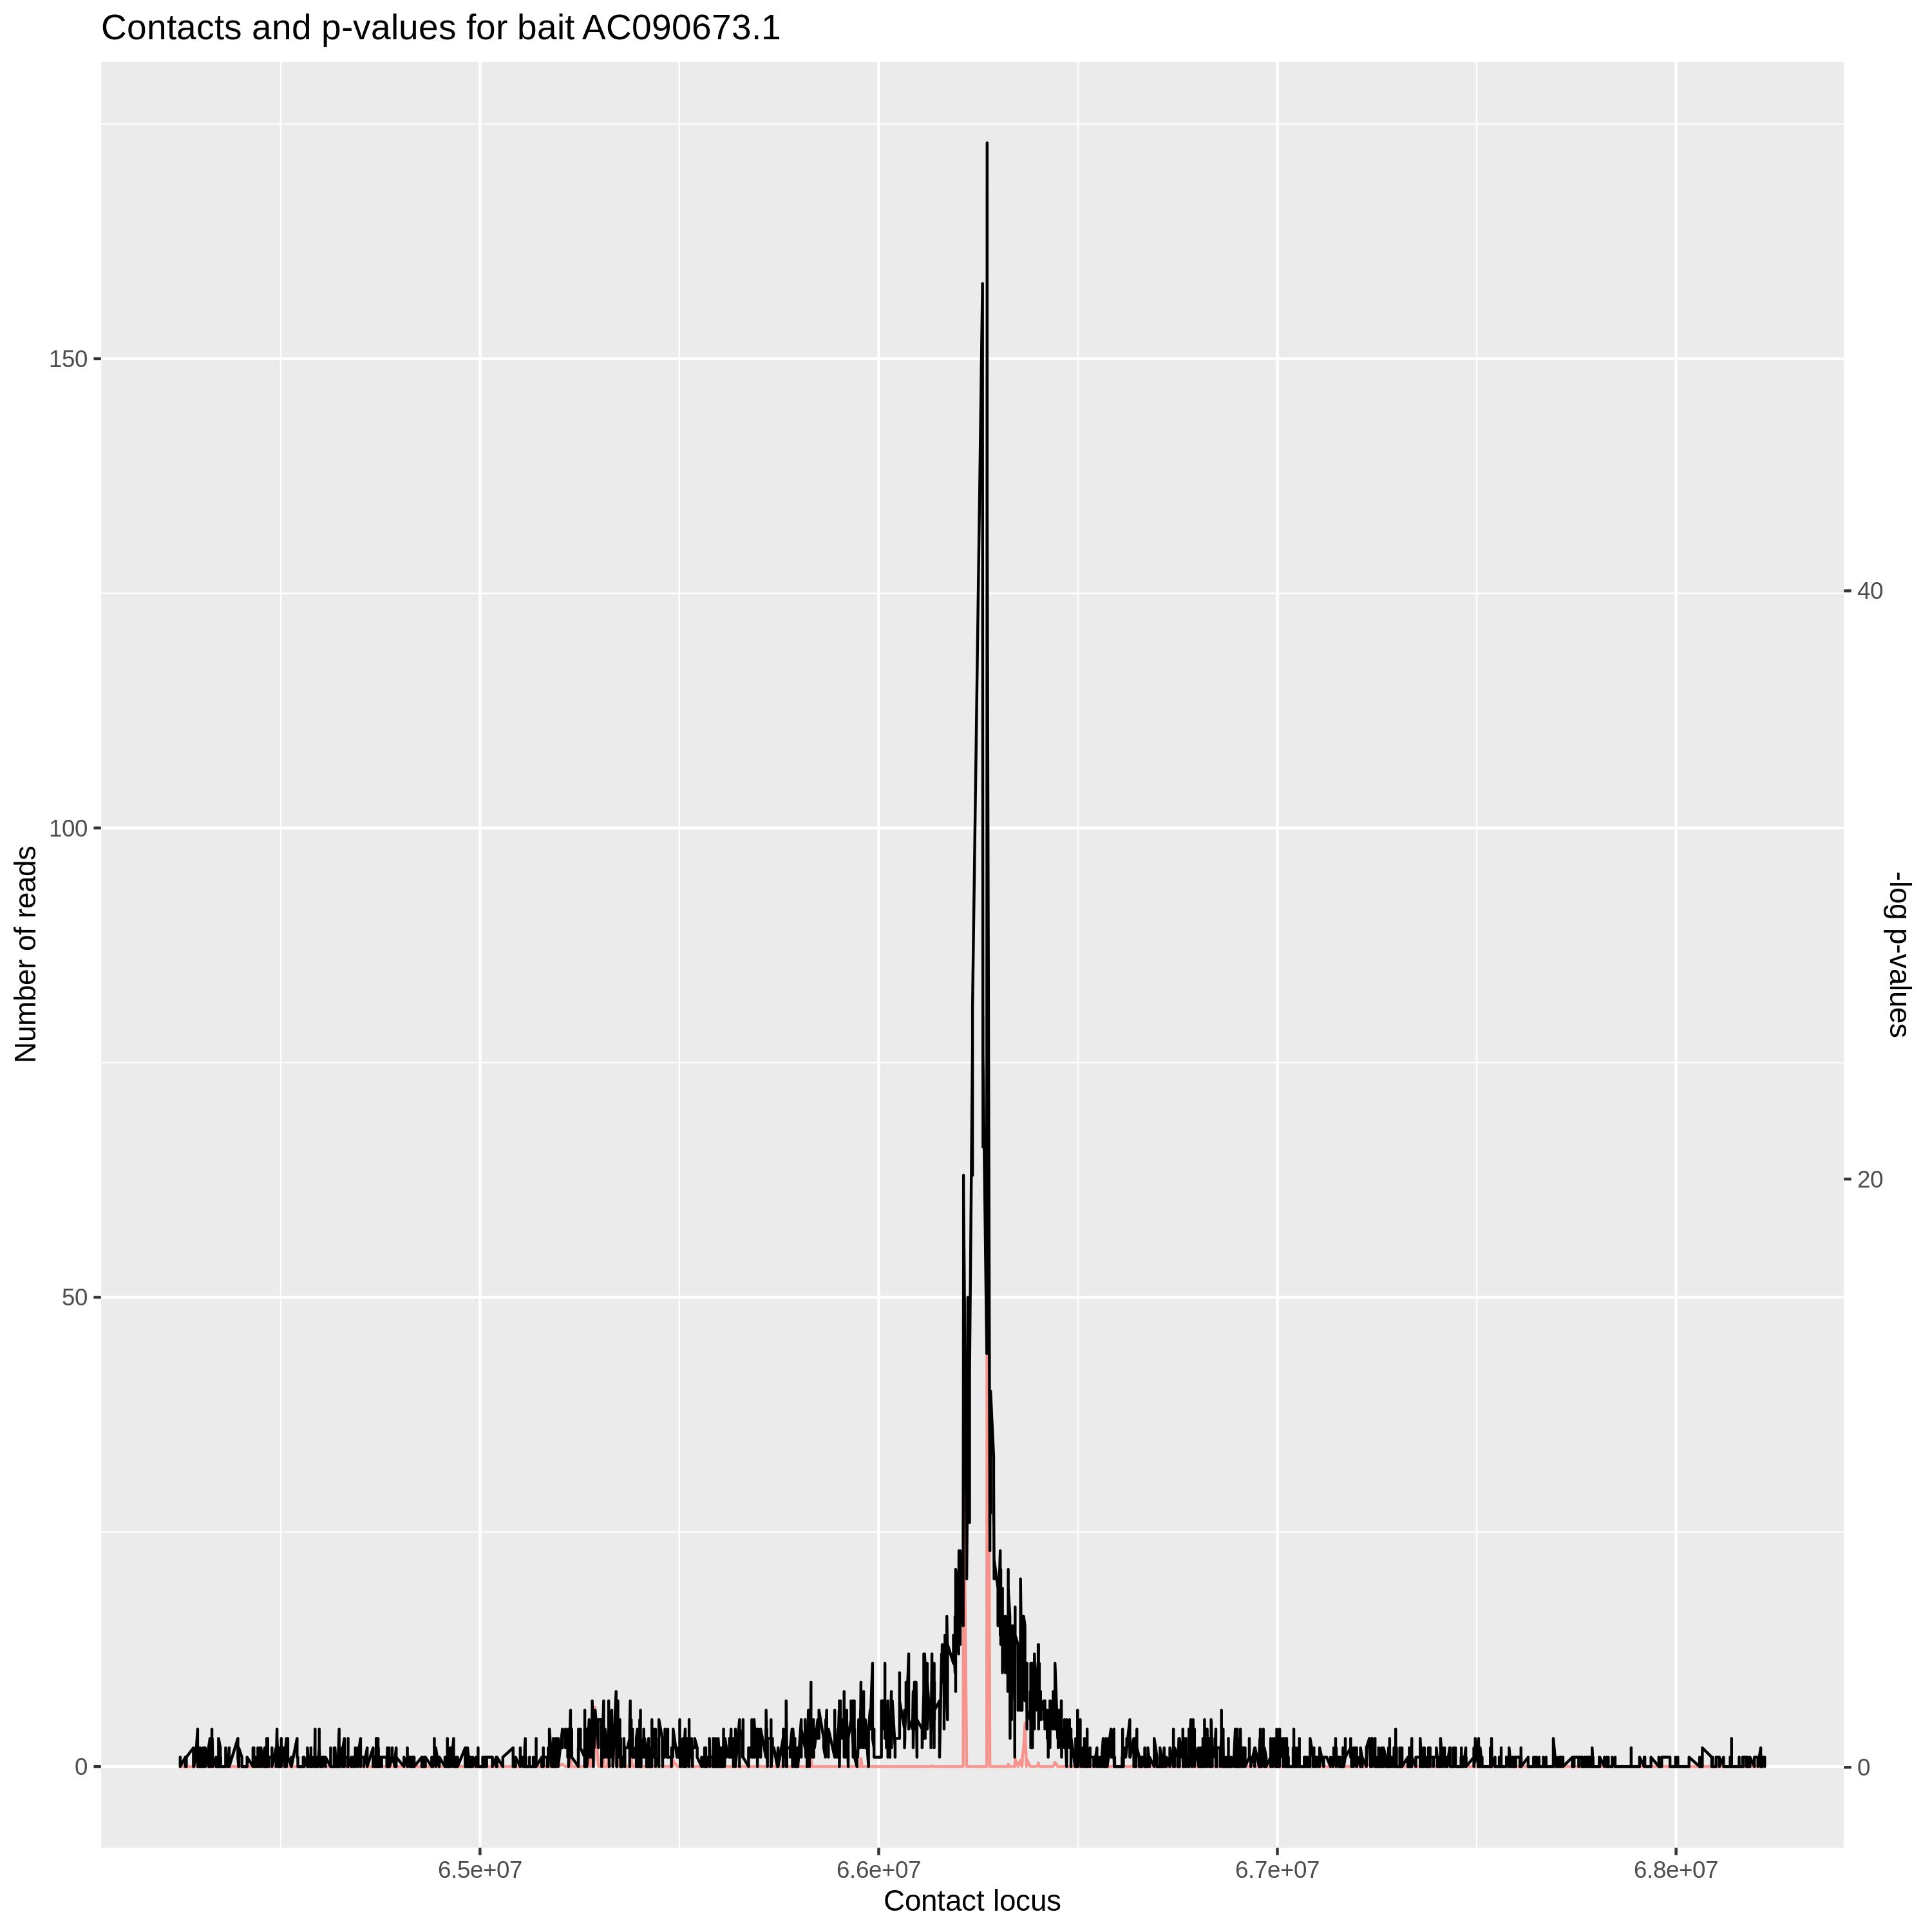 Contacts and p-values for bait AC090673.1
150
100
50
0
40
20
0
Number of reads
-log p-values
6.5e+07
6.6e+07
6.7e+07
6.8e+07
Contact locus